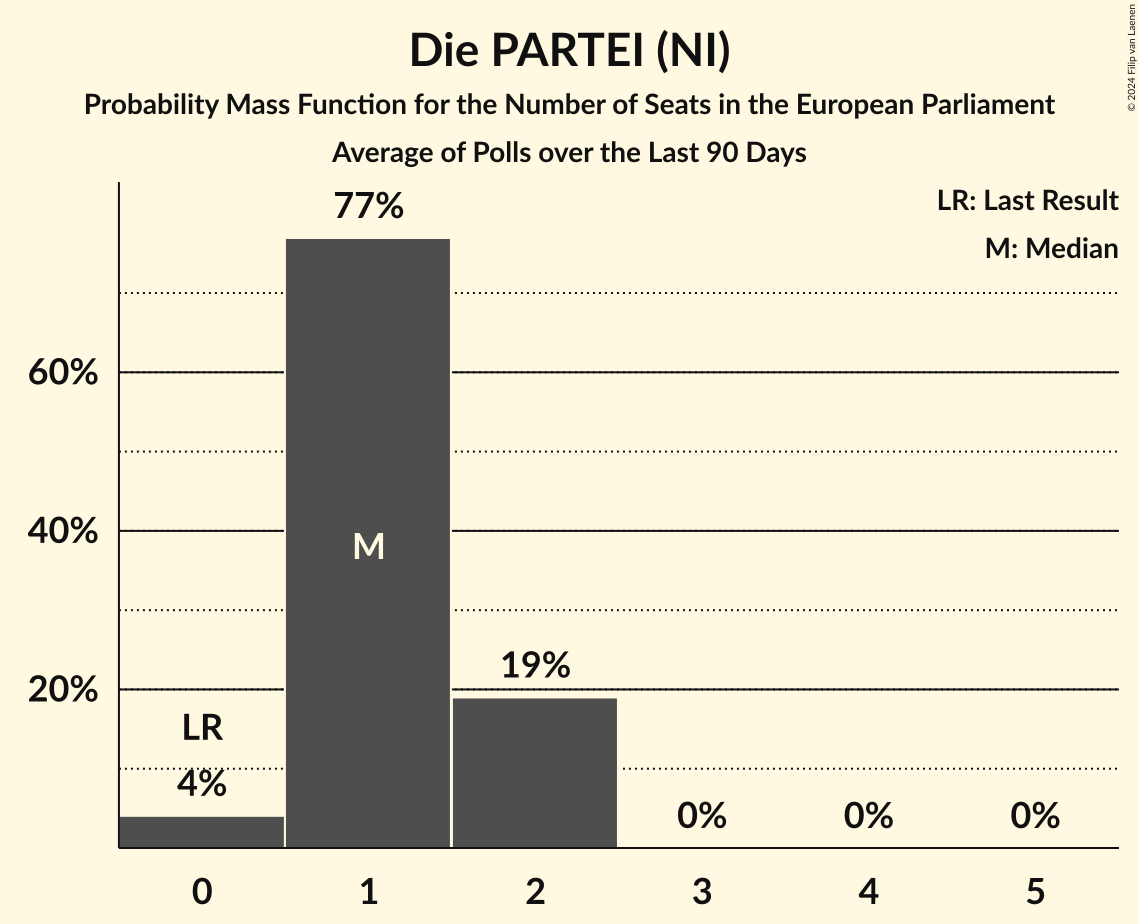 Die PARTEI (NI)
Probability Mass Function for the Number of Seats in the European Parliament
Average of Polls over the Last 90 Days
© 2024 Filip van Laenen
LR: Last Result
M: Median
77%
60%
40%
M
19%
20%
LR
4%
0%
0%
0%
0
1
2
3
4
5